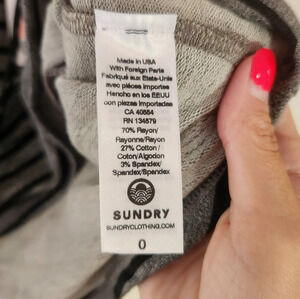 Made in USA
With Foreign Parts
Fabriqué aux Etats-Unis
avec pièces importées
Hencho en los EEUU
con piezas importadas
CA 40554
RN 134579
70% Rayon/
Rayonne/Rayon
27% Cotton/
Coton/Algodon
3% Spandex/
Spandex/Spandex
SUNDRY
SUNDRYCLOTHING.COM
0